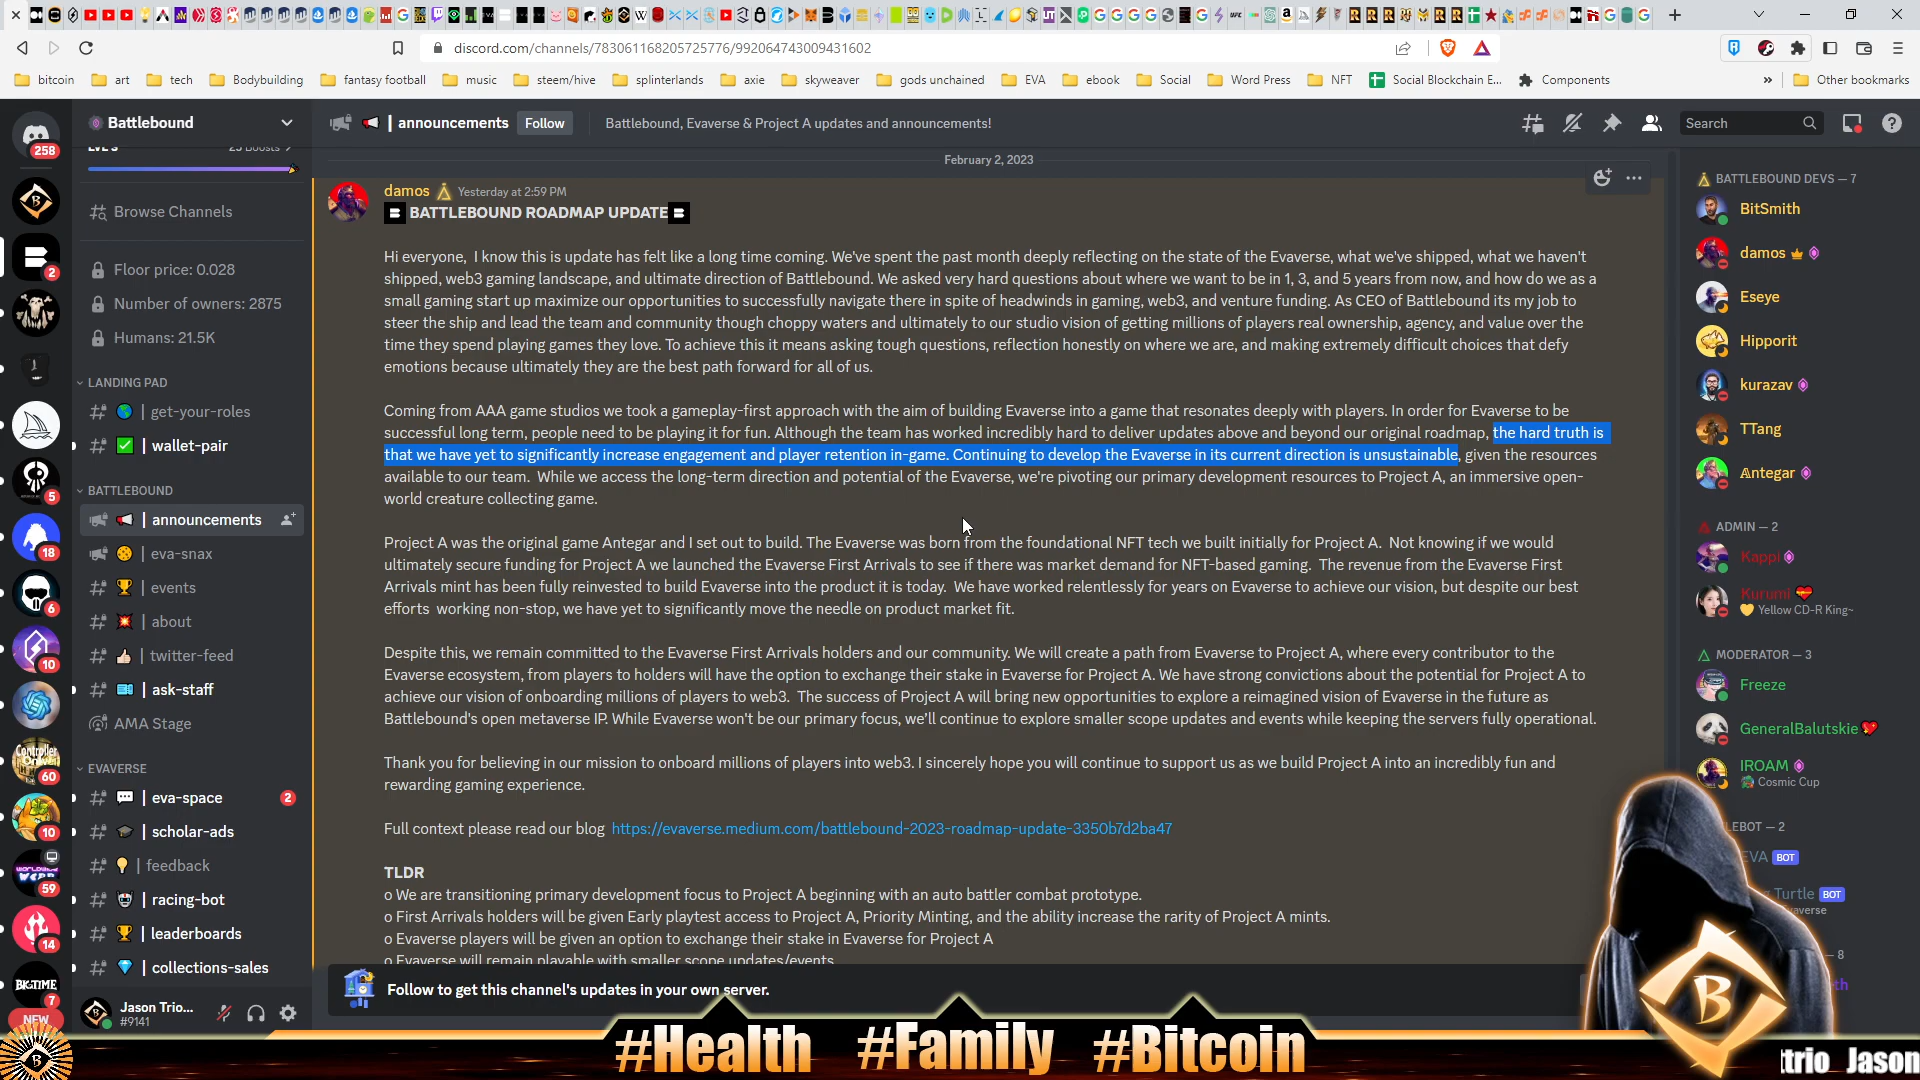 discord.com/channels/783061168205725776/992064743009431602
bitcoin
art
tech
Bodybuilding
fantasy football
music
steem/hive
splinterlands
axie
skyweaver
gods unchained
EVA
ebook
Social
Word Press
NFT
Social Blockchain E...
Components
»
Other bookmarks
258
2
5
18
6
10
60
10
59
14
BIGTIME
7
NEW
Battlebound
Browse Channels
Floor price: 0.028
Number of owners: 2875
Humans: 21.5K
LANDING PAD
| get-your-roles
| wallet-pair
BATTLEBOUND
| announcements
| eva-snax
| events
| about
| twitter-feed
| ask-staff
AMA Stage
EVAVERSE
| eva-space 2
| scholar-ads
| feedback
| racing-bot
| leaderboards
| collections-sales
Jason Trio...
#9141
| announcements
Follow
Battlebound, Evaverse & Project A updates and announcements!
Search
February 2, 2023
damos Yesterday at 2:59 PM
BATTLEBOUND ROADMAP UPDATE
Hi everyone, I know this is update has felt like a long time coming. We've spent the past month deeply reflecting on the state of the Evaverse, what we've shipped, what we haven't
shipped, web3 gaming landscape, and ultimate direction of Battlebound. We asked very hard questions about where we want to be in 1, 3, and 5 years from now, and how do we as a
small gaming start up maximize our opportunities to successfully navigate there in spite of headwinds in gaming, web3, and venture funding. As CEO of Battlebound its my job to
steer the ship and lead the team and community though choppy waters and ultimately to our studio vision of getting millions of players real ownership, agency, and value over the
time they spend playing games they love. To achieve this it means asking tough questions, reflection honestly on where we are, and making extremely difficult choices that defy
emotions because ultimately they are the best path forward for all of us.
Coming from AAA game studios we took a gameplay-first approach with the aim of building Evaverse into a game that resonates deeply with players. In order for Evaverse to be
successful long term, people need to be playing it for fun. Although the team has worked incredibly hard to deliver updates above and beyond our original roadmap, the hard truth is
that we have yet to significantly increase engagement and player retention in-game. Continuing to develop the Evaverse in its current direction is unsustainable, given the resources
available to our team. While we access the long-term direction and potential of the Evaverse, we're pivoting our primary development resources to Project A, an immersive open-
world creature collecting game.
Project A was the original game Antegar and I set out to build. The Evaverse was born from the foundational NFT tech we built initially for Project A. Not knowing if we would
ultimately secure funding for Project A we launched the Evaverse First Arrivals to see if there was market demand for NFT-based gaming. The revenue from the Evaverse First
Arrivals mint has been fully reinvested to build Evaverse into the product it is today. We have worked relentlessly for years on Evaverse to achieve our vision, but despite our best
efforts working non-stop, we have yet to significantly move the needle on product market fit.
Despite this, we remain committed to the Evaverse First Arrivals holders and our community. We will create a path from Evaverse to Project A, where every contributor to the
Evaverse ecosystem, from players to holders will have the option to exchange their stake in Evaverse for Project A. We have strong convictions about the potential for Project A to
achieve our vision of onboarding millions of players to web3. The success of Project A will bring new opportunities to explore a reimagined vision of Evaverse in the future as
Battlebound's open metaverse IP. While Evaverse won't be our primary focus, we'll continue to explore smaller scope updates and events while keeping the servers fully operational.
Thank you for believing in our mission to onboard millions of players into web3. I sincerely hope you will continue to support us as we build Project A into an incredibly fun and
rewarding gaming experience.
Full context please read our blog https://evaverse.medium.com/battlebound-2023-roadmap-update-3350b7d2ba47
TLDR
o We are transitioning primary development focus to Project A beginning with an auto battler combat prototype.
o First Arrivals holders will be given Early playtest access to Project A, Priority Minting, and the ability increase the rarity of Project A mints.
o Evaverse players will be given an option to exchange their stake in Evaverse for Project A
o Evaverse will remain playable with smaller scope updates/events
Follow to get this channel's updates in your own server.
BATTLEBOUND DEVS — 7
BitSmith
damos
Eseye
Hipporit
kurazav
TTang
Antegar
ADMIN — 2
Kappi
Kurumi
Yellow CD-R King~
MODERATOR — 3
Freeze
GeneralBalutskie
IROAM
Cosmic Cup
LEBOT — 2
EVA BOT
Turtle BOT
averse
— 8
th
#Health #Family #Bitcoin
B
B
trio_Jason